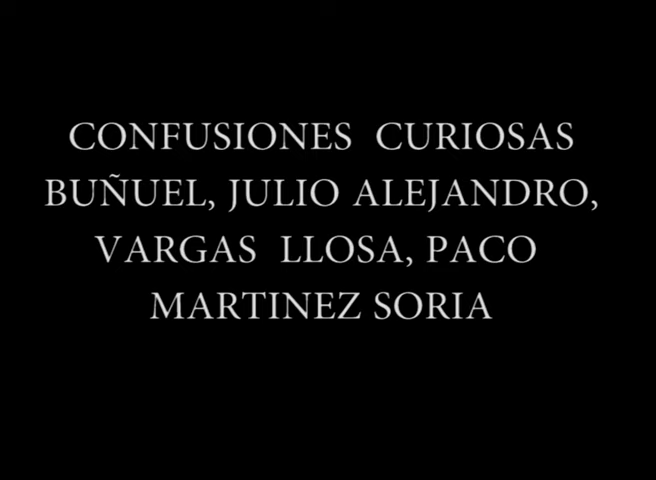 CONFUSIONES CURIOSAS
BUÑUEL, JULIO ALEJANDRO,
VARGAS LLOSA, PACO
MARTINEZ SORIA